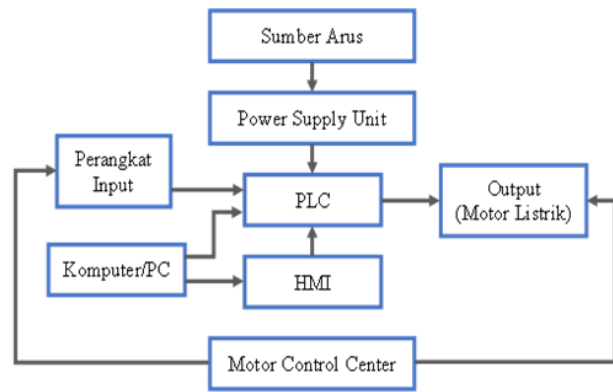 Sumber Arus
Power Supply Unit
Perangkat
Input
PLC
Output
(Motor Listrik)
Komputer/PC
HMI
Motor Control Center